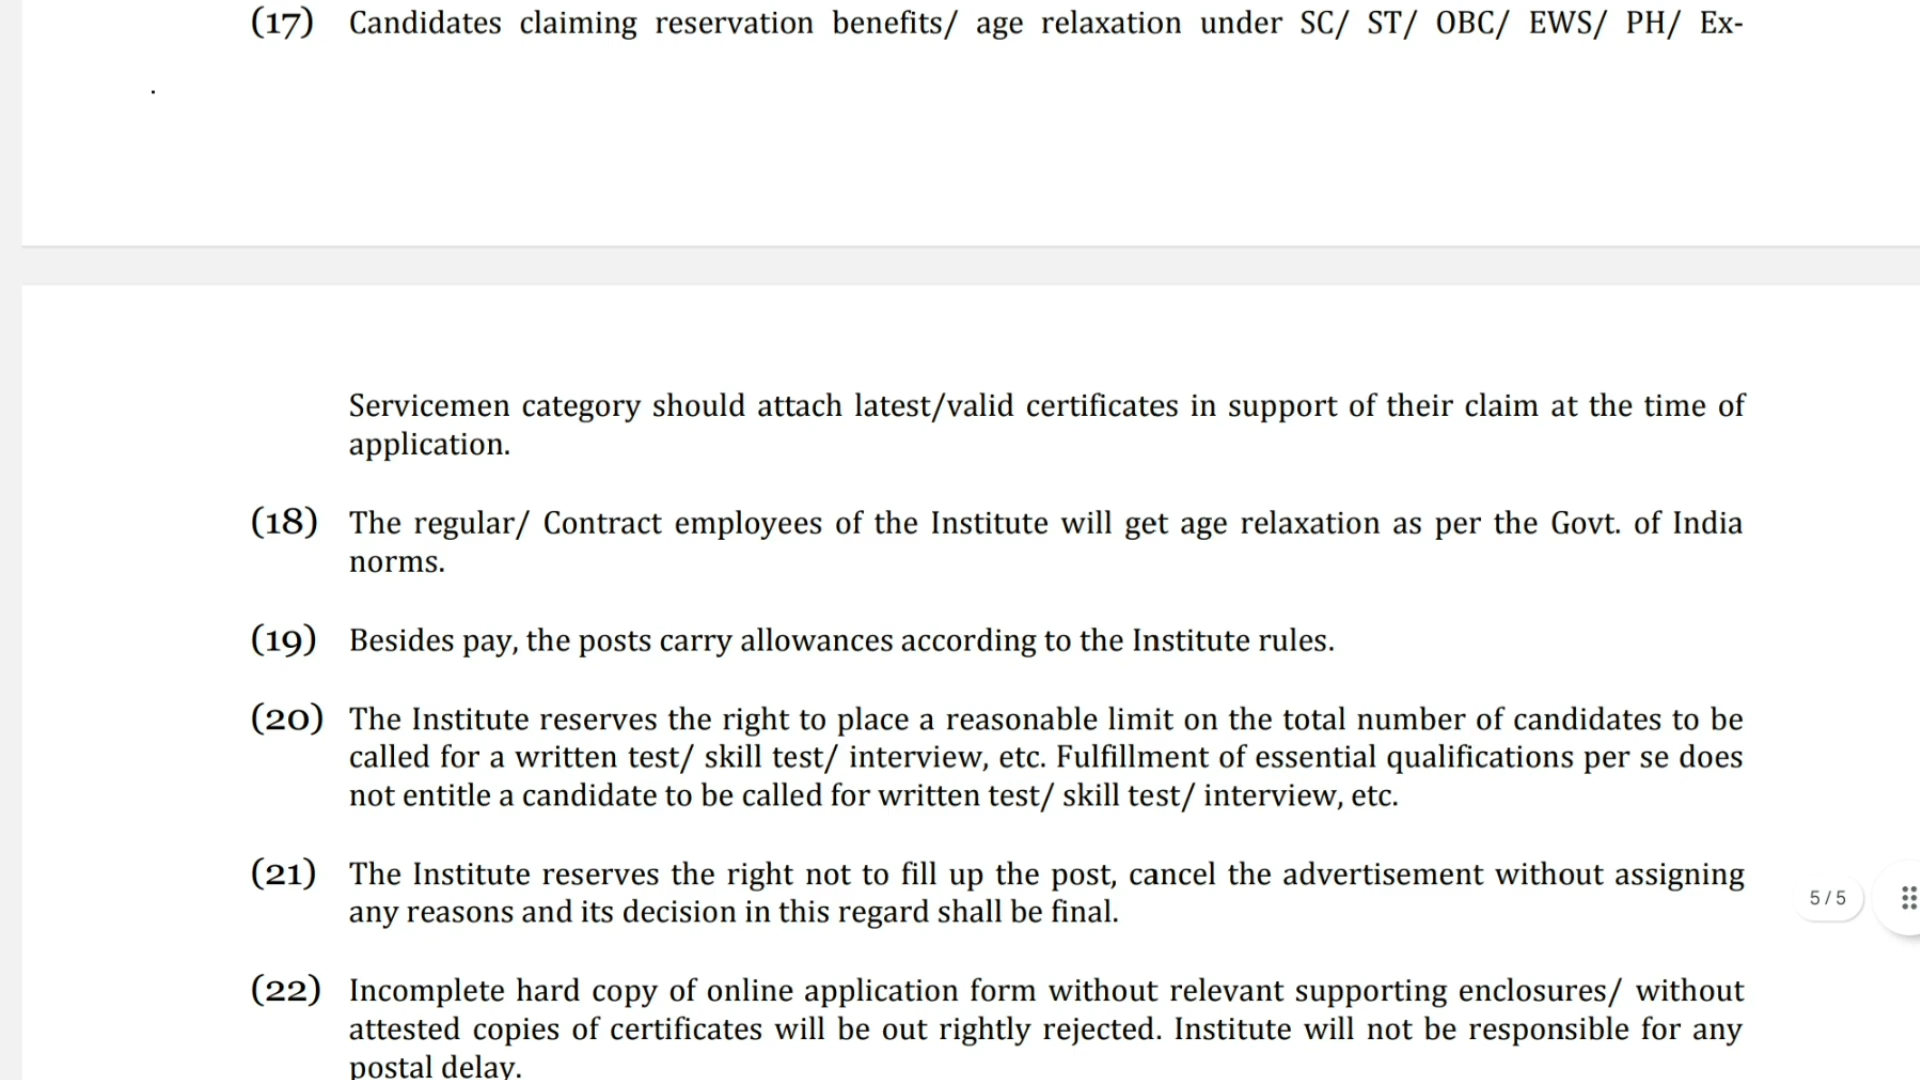 (17) Candidates claiming reservation benefits/ age relaxation under SC/ ST/ OBC/ EWS/ PH/ Ex-
Servicemen category should attach latest/valid certificates in support of their claim at the time of
application.
(18) The regular/ Contract employees of the Institute will get age relaxation as per the Govt. of India
norms.
(19) Besides pay, the posts carry allowances according to the Institute rules.
(20) The Institute reserves the right to place a reasonable limit on the total number of candidates to be
called for a written test/ skill test/ interview, etc. Fulfillment of essential qualifications per se does
not entitle a candidate to be called for written test/ skill test/ interview, etc.
(21) The Institute reserves the right not to fill up the post, cancel the advertisement without assigning
any reasons and its decision in this regard shall be final.
5 / 5
(22) Incomplete hard copy of online application form without relevant supporting enclosures/ without
attested copies of certificates will be out rightly rejected. Institute will not be responsible for any
postal delay.